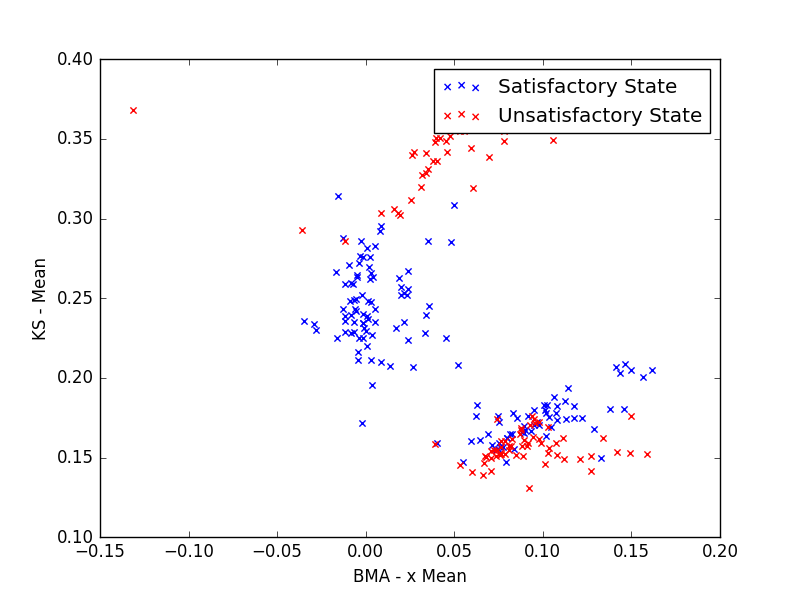 Satisfactory State
Unsatisfactory State
0.40
0.35
0.30
0.25
0.20
0.15
0.10
KS - Mean
−0.15 −0.10 −0.05 0.00 0.05 0.10 0.15 0.20
BMA - x Mean